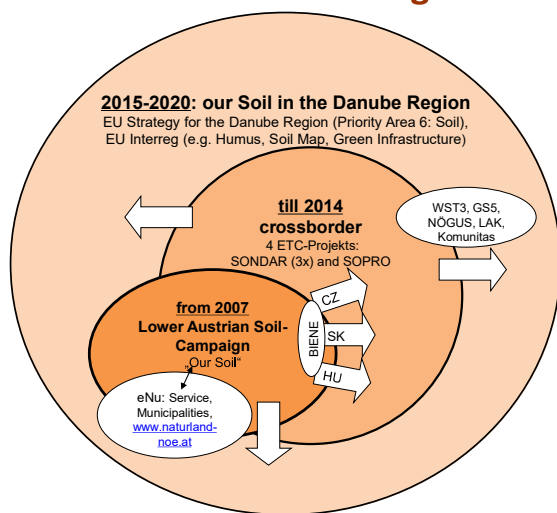 2015-2020: our Soil in the Danube Region
EU Strategy for the Danube Region (Priority Area 6: Soil),
EU Interreg (e.g. Humus, Soil Map, Green Infrastructure)
till 2014
crossborder
4 ETC-Projekts:
SONDAR (3x) and SOPRO
WST3, GS5,
NÖGUS, LAK,
Komunitas
from 2007
Lower Austrian Soil-
Campaign
„Our Soil“
BIENE
CZ
SK
HU
eNu: Service,
Municipalities,
www.naturland-
noe.at